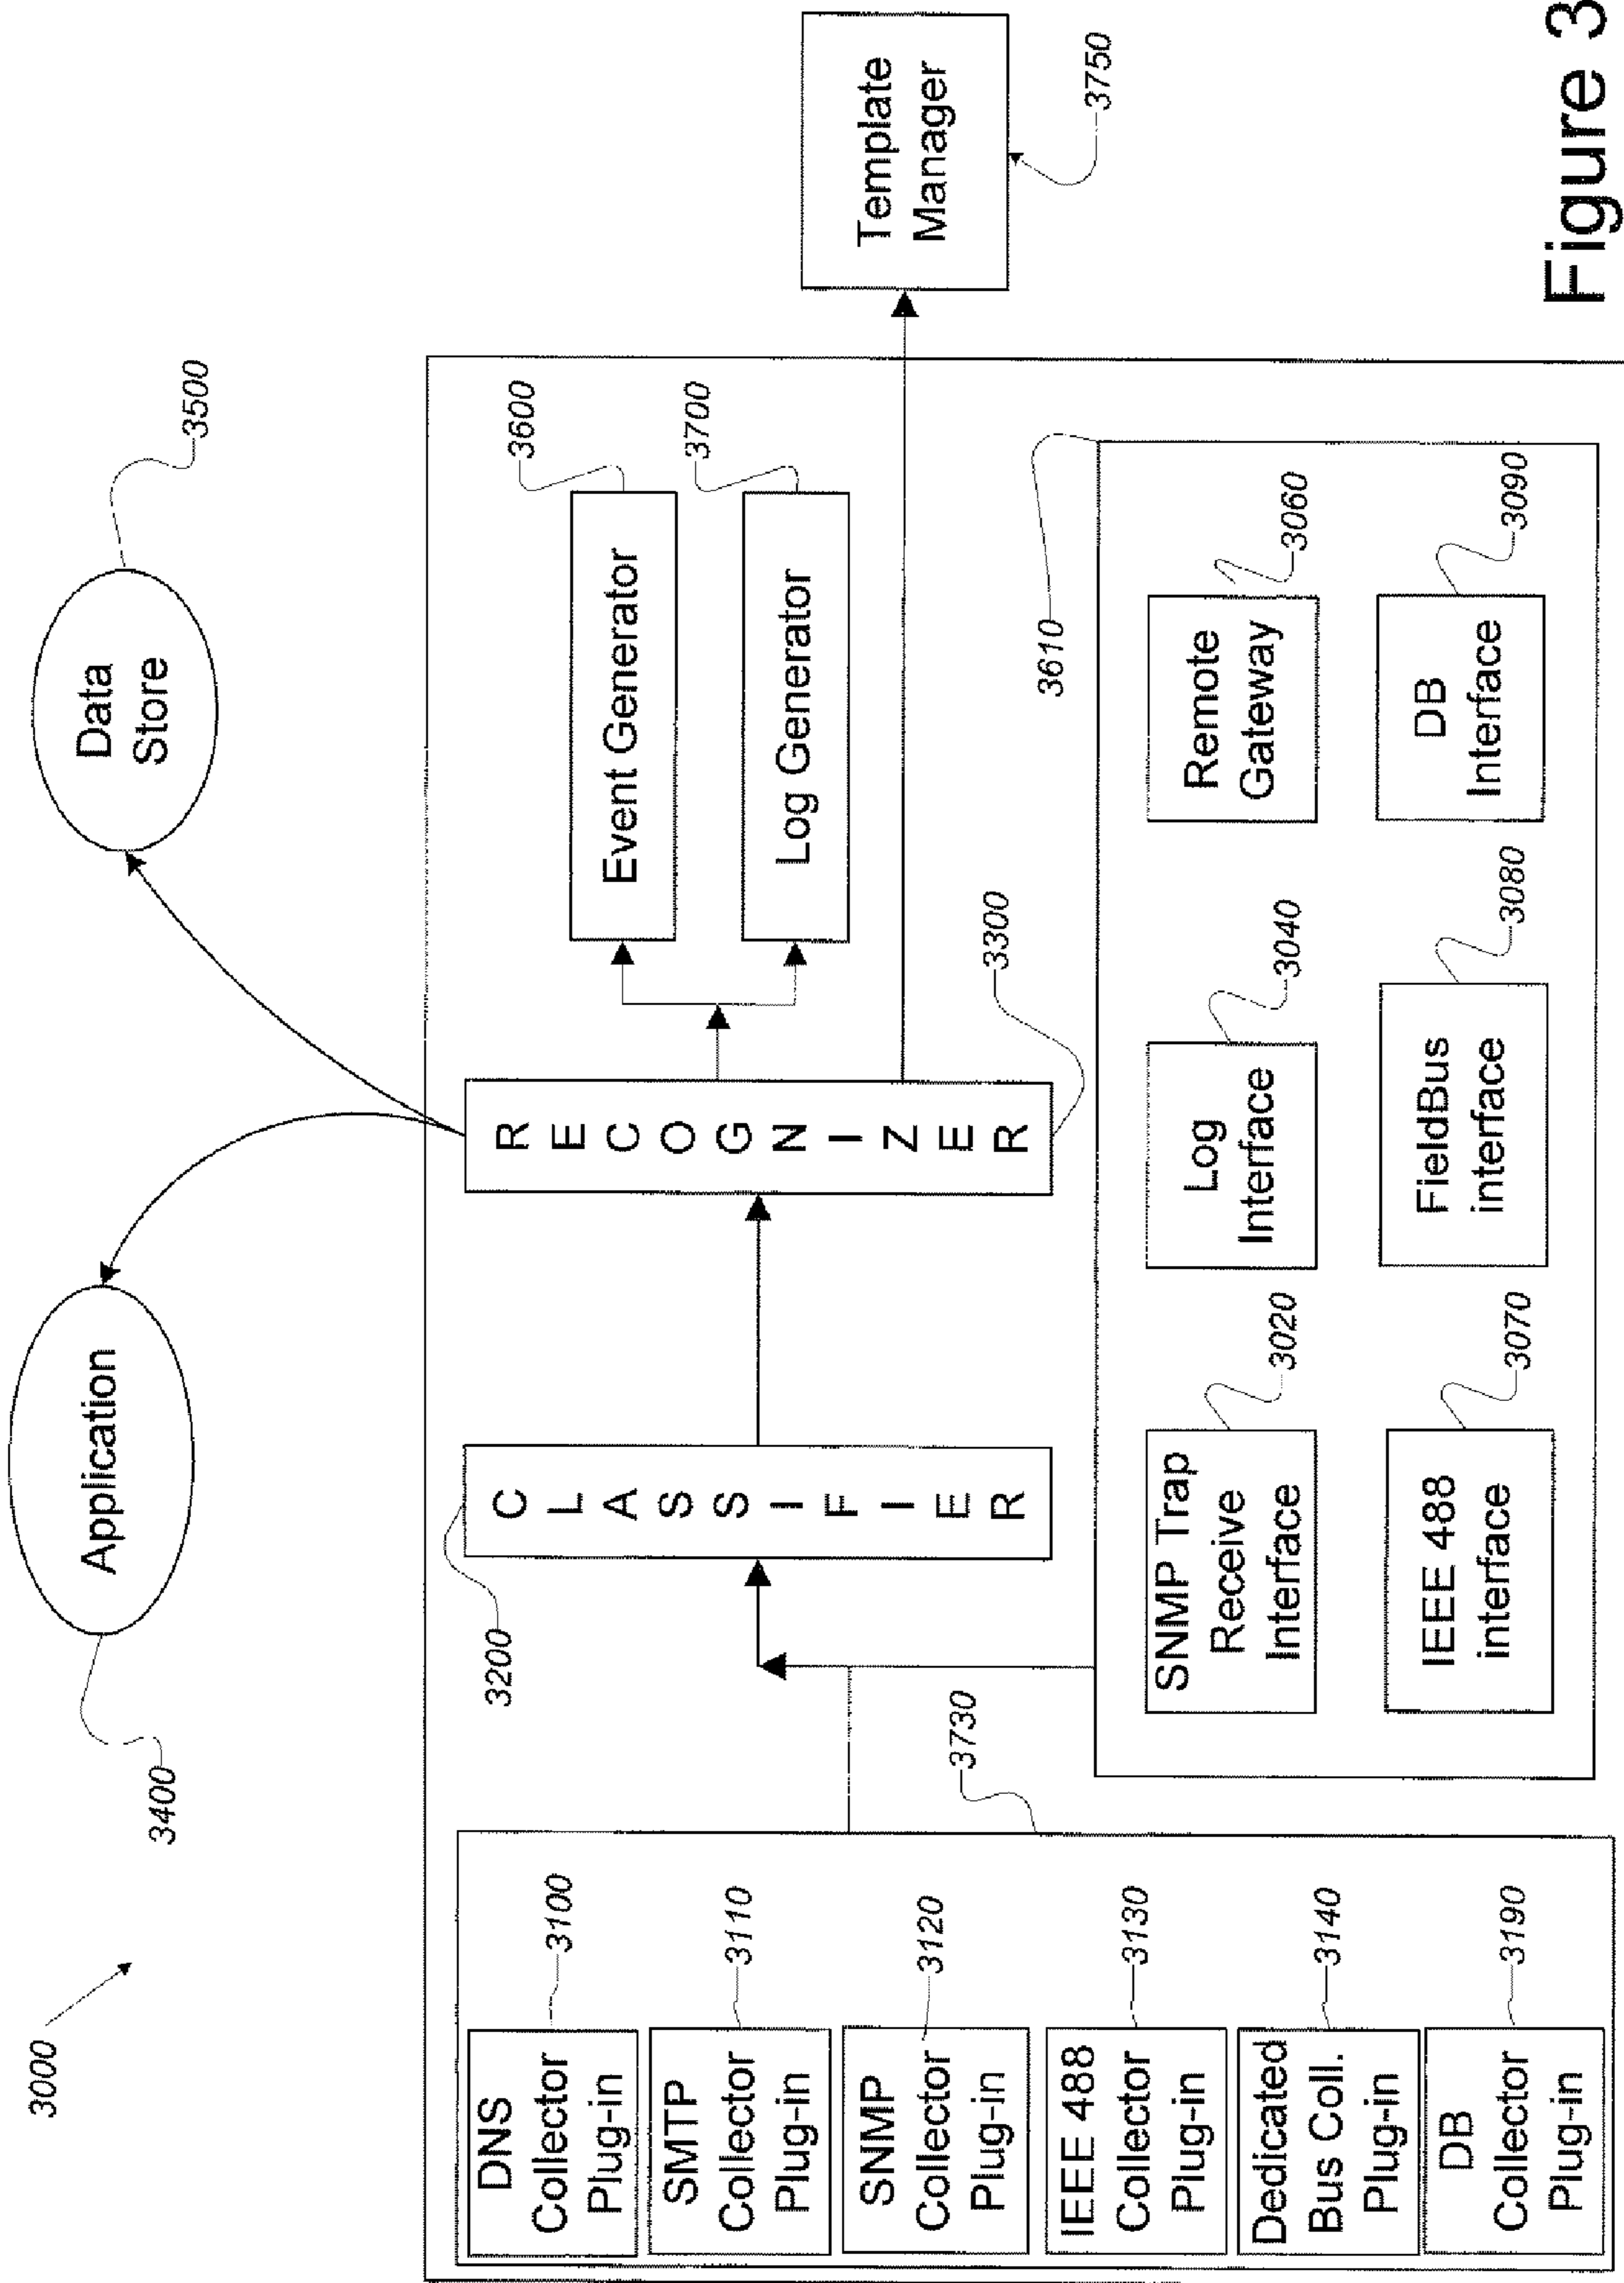 3000
3400
Application
Data
Store
3500
DNS
Collector
Plug-in
3100
SMTP
Collector
Plug-in
3110
SNMP
Collector
Plug-in
3120
IEEE 488
Collector
Plug-in
3130
Dedicated
Bus Coll.
Plug-in
3140
DB
Collector
Plug-in
3190
3730
3200
CLASSIFIER
RECOGNIZER
3300
Event Generator
3600
Log Generator
3700
Template
Manager
3750
3610
SNMP Trap
Receive
Interface
3020
Log
Interface
3040
Remote
Gateway
3060
IEEE 488
interface
3070
FieldBus
interface
3080
DB
Interface
3090
Figure 3